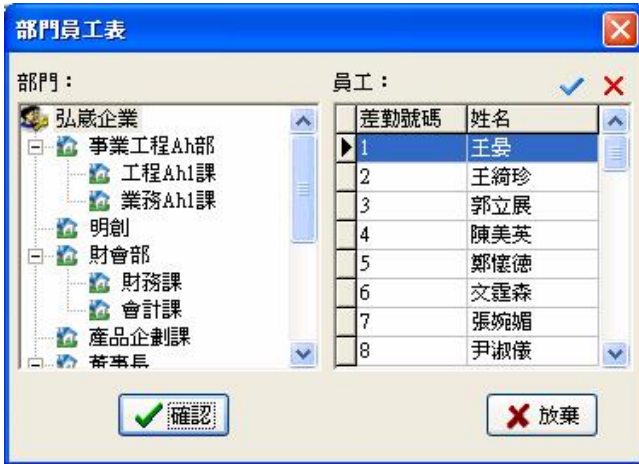 部門員工表
部門：
弘崴企業
事業工程Ah部
工程Ah1課
業務Ah1課
明創
財會部
財務課
會計課
產品企劃課
董事長
員工：
差勤號碼 姓名
1 王晏
2 王綺珍
3 郭立展
4 陳美英
5 鄭懷德
6 文霆森
7 張婉媚
8 尹淑儀
確認
放棄